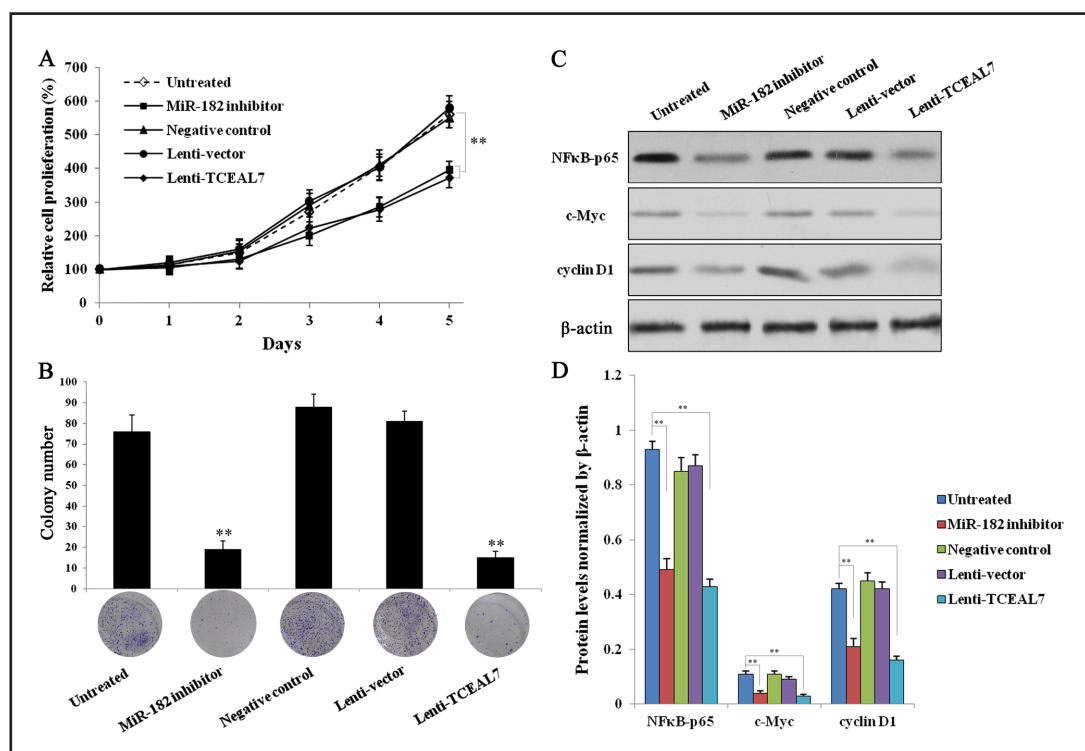 A
Relative cell prolieferation (%)
700
600
500
400
300
200
100
0
0 1 2 3 4 5
Days
Untreated
MiR-182 inhibitor
Negative control
Lenti-vector
Lenti-TCEAL7
**
B
Colony number
100
90
80
70
60
50
40
30
20
10
0
** **
Untreated MiR-182 inhibitor Negative control Lenti-vector Lenti-TCEAL7
C
Untreated MiR-182 inhibitor Negative control Lenti-vector Lenti-TCEAL7
NFκB-p65
c-Myc
cyclin D1
β-actin
D
Protein levels normalized by β-actin
1.2
1
0.8
0.6
0.4
0.2
0
** **
** **
** **
NFκB-p65 c-Myc cyclin D1
Untreated
MiR-182 inhibitor
Negative control
Lenti-vector
Lenti-TCEAL7